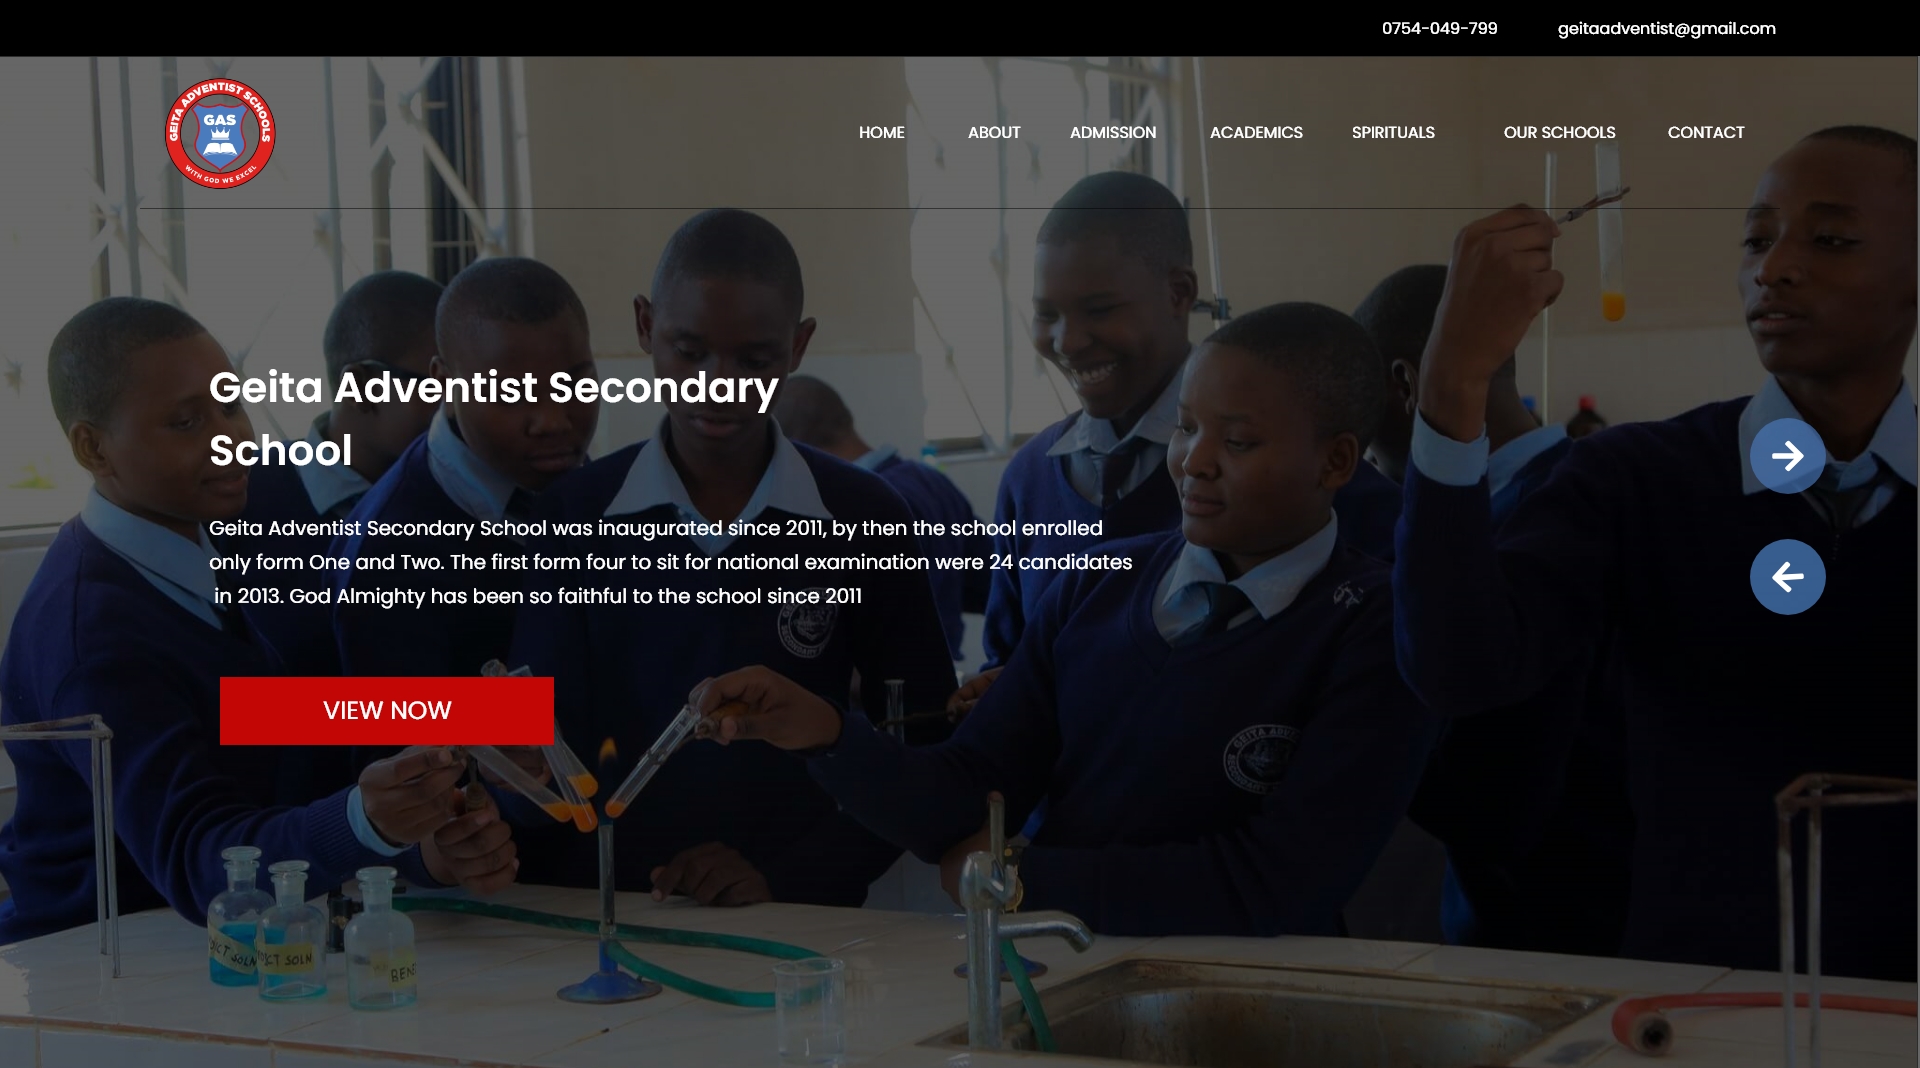 0754-049-799 geitaadventist@gmail.com
GEITA ADVENTIST SCHOOLS
GAS
WITH GOD WE EXCEL
HOME ABOUT ADMISSION ACADEMICS SPIRITUALS OUR SCHOOLS CONTACT
Geita Adventist Secondary
School
Geita Adventist Secondary School was inaugurated since 2011, by then the school enrolled
only form One and Two. The first form four to sit for national examination were 24 candidates
in 2013. God Almighty has been so faithful to the school since 2011
VIEW NOW
GEITA
SOLN
SOLN